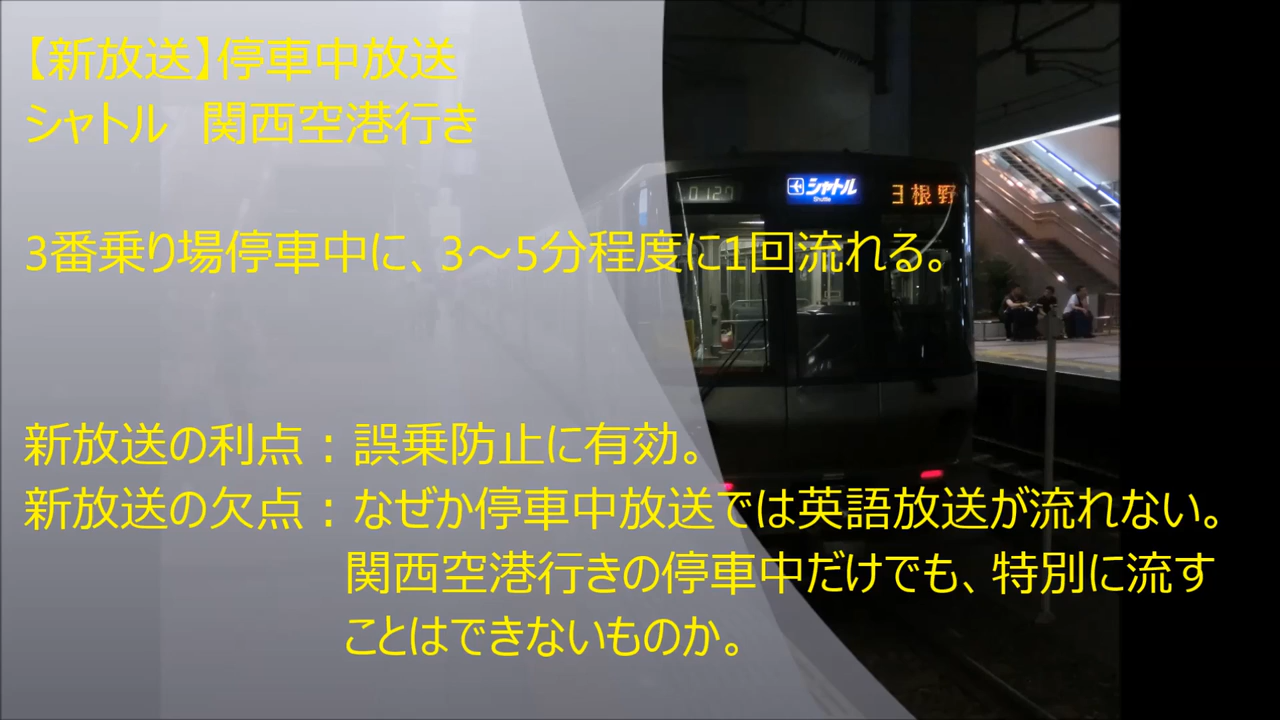 【新放送】停車中放送
シャトル　関西空港行き
3番乗り場停車中に、3～5分程度に1回流れる。
新放送の利点：誤乗防止に有効。
新放送の欠点：なぜか停車中放送では英語放送が流れない。
関西空港行きの停車中だけでも、特別に流す
ことはできないものか。
0127
シャトル
Shuttle
日根野